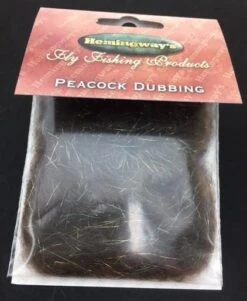 Hemingway's
Fly Fishing Products
PEACOCK DUBBING